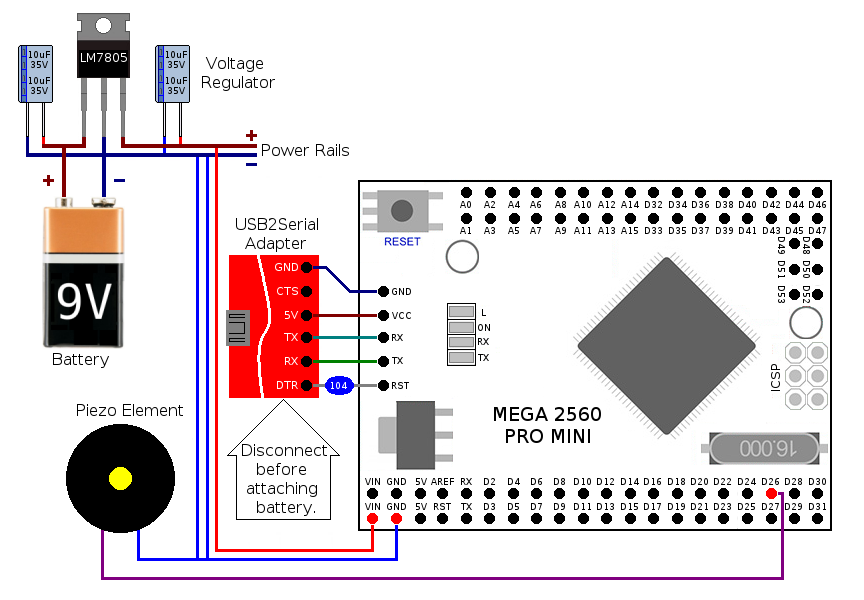 LM7805
10uF
35V
10uF
35V
10uF
35V
10uF
35V
Voltage
Regulator
+
Power Rails
−
+ −
9V
Battery
USB2Serial
Adapter
GND
CTS
5V
TX
RX
DTR
104
Disconnect
before
attaching
battery.
Piezo Element
RESET
GND
VCC
RX
TX
RST
L
ON
RX
TX
A0 A2 A4 A6 A8 A10 A12 A14 D32 D34 D36 D38 D40 D42 D44 D46
A1 A3 A5 A7 A9 A11 A13 A15 D33 D35 D37 D39 D41 D43 D45 D47
D49 D48
D51 D50
D53 D52
ICSP
MEGA 2560
PRO MINI
16.000
VIN GND 5V AREF RX D2 D4 D6 D8 D10 D12 D14 D16 D18 D20 D22 D24 D26 D28 D30
VIN GND 5V RST TX D3 D5 D7 D9 D11 D13 D15 D17 D19 D21 D23 D25 D27 D29 D31